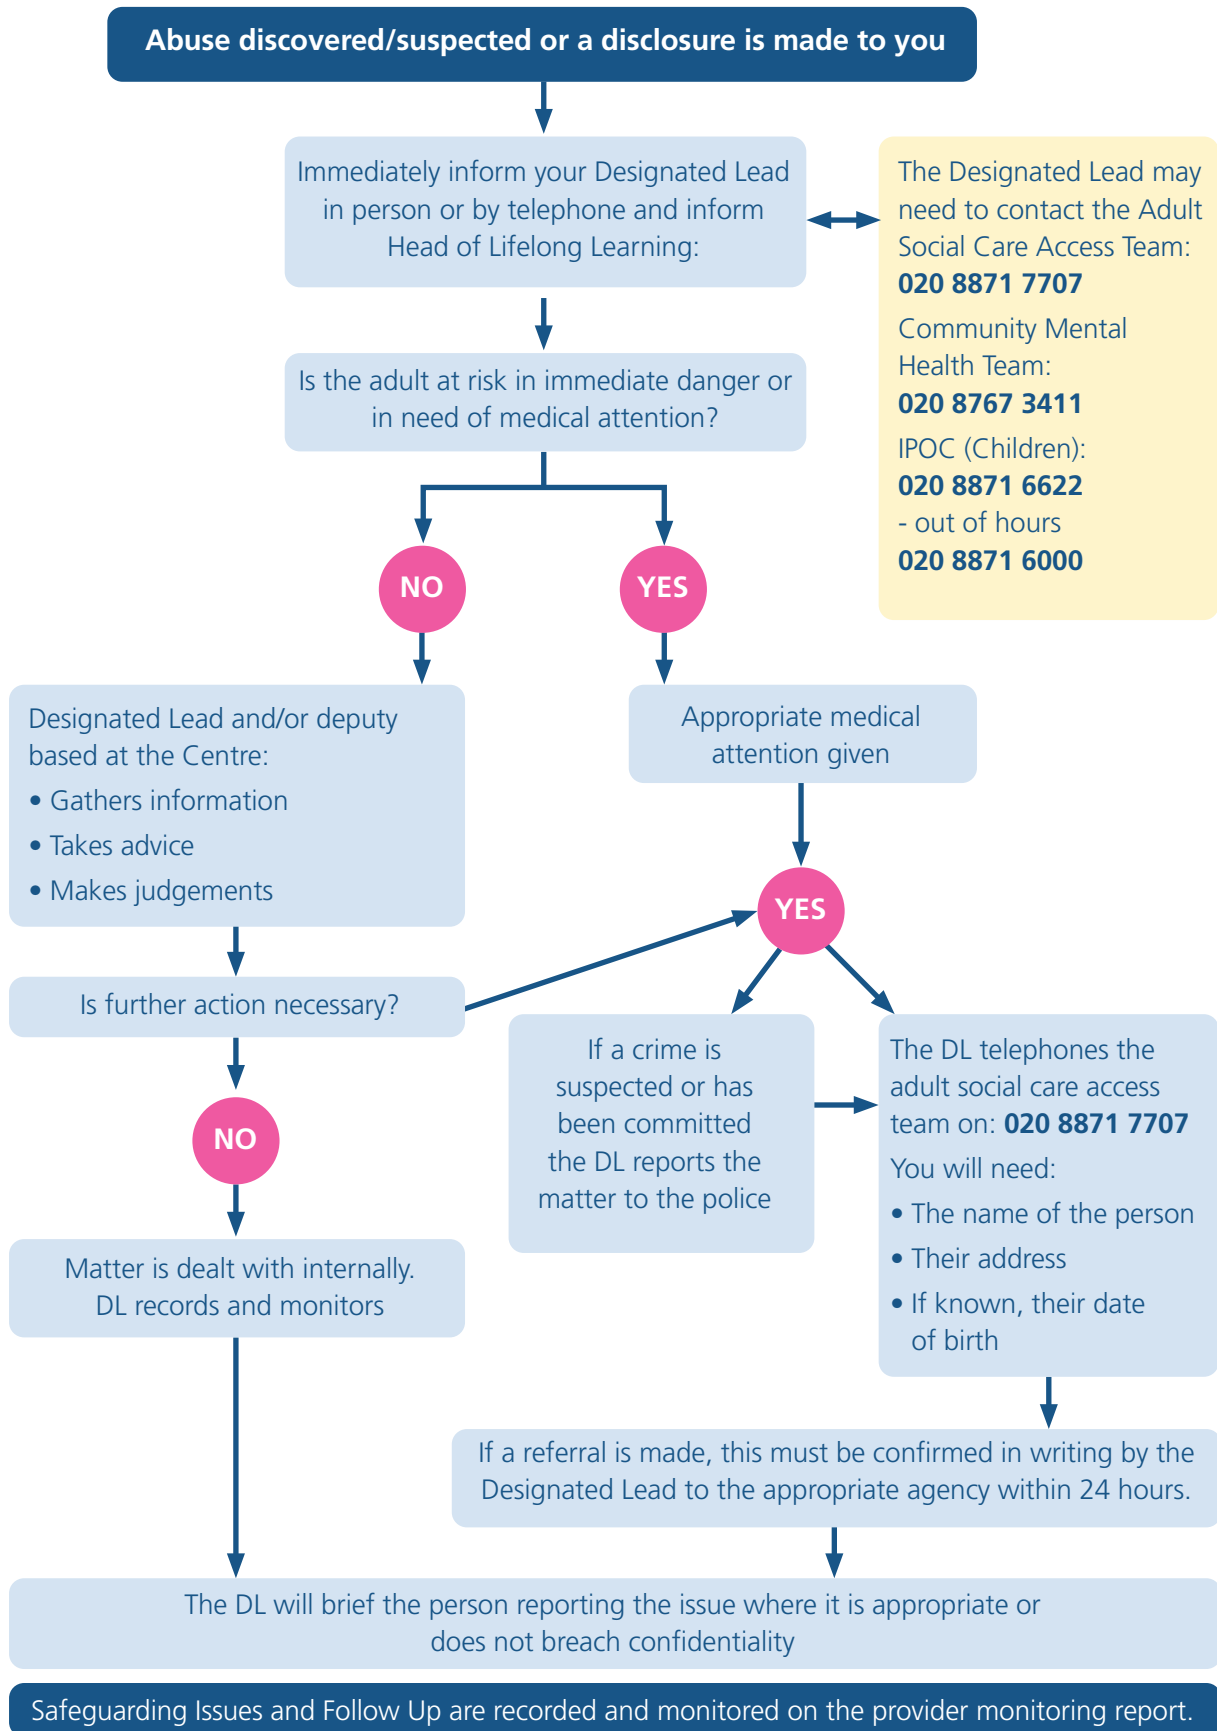 Abuse discovered/suspected or a disclosure is made to you
Immediately inform your Designated Lead
in person or by telephone and inform
Head of Lifelong Learning:
The Designated Lead may
need to contact the Adult
Social Care Access Team:
020 8871 7707
Community Mental
Health Team:
020 8767 3411
IPOC (Children):
020 8871 6622
- out of hours
020 8871 6000
Is the adult at risk in immediate danger or
in need of medical attention?
NO
YES
Designated Lead and/or deputy
based at the Centre:
• Gathers information
• Takes advice
• Makes judgements
Appropriate medical
attention given
YES
Is further action necessary?
If a crime is
suspected or has
been committed
the DL reports the
matter to the police
The DL telephones the
adult social care access
team on: 020 8871 7707
You will need:
• The name of the person
• Their address
• If known, their date
of birth
NO
Matter is dealt with internally.
DL records and monitors
If a referral is made, this must be confirmed in writing by the
Designated Lead to the appropriate agency within 24 hours.
The DL will brief the person reporting the issue where it is appropriate or
does not breach confidentiality
Safeguarding Issues and Follow Up are recorded and monitored on the provider monitoring report.